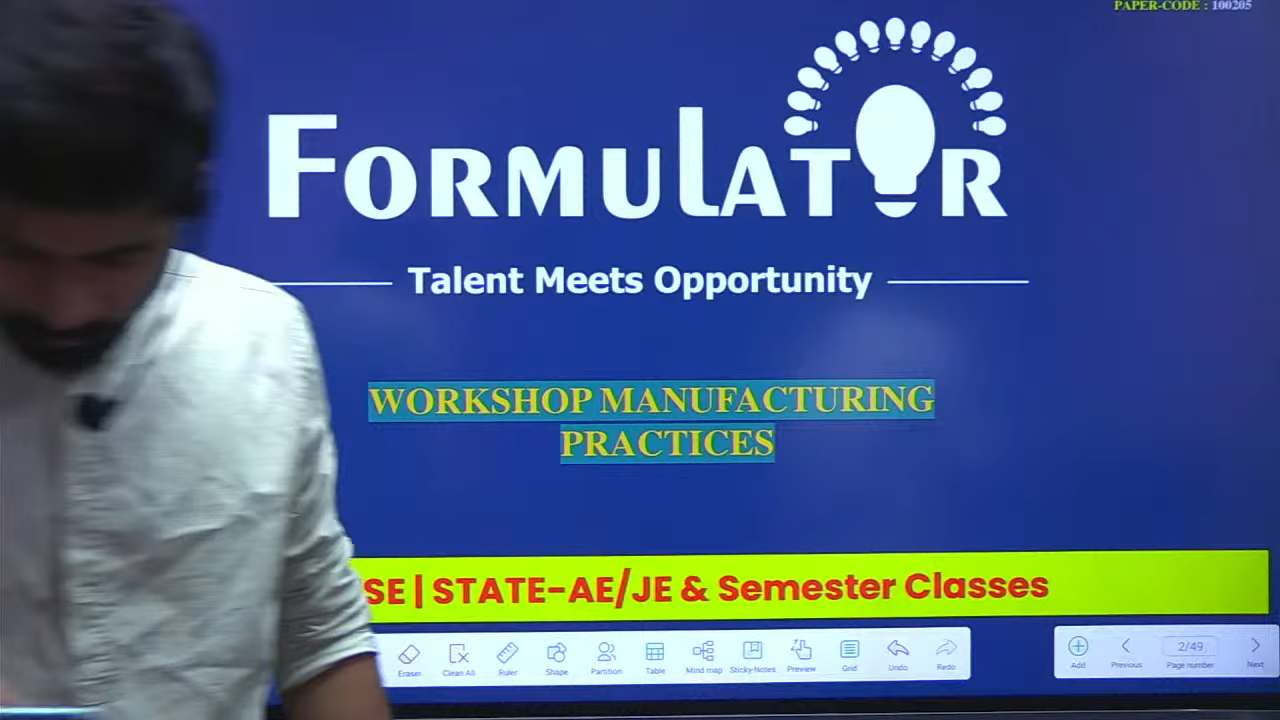 PAPER-CODE : 100205
FORMULATOR
Talent Meets Opportunity
WORKSHOP MANUFACTURING
PRACTICES
SE | STATE-AE/JE & Semester Classes
Eraser Clean All Ruler Shape Partition Table Mind map Sticky-Notes Preview Grid Undo Redo
Add Previous 2/49 Page number Next